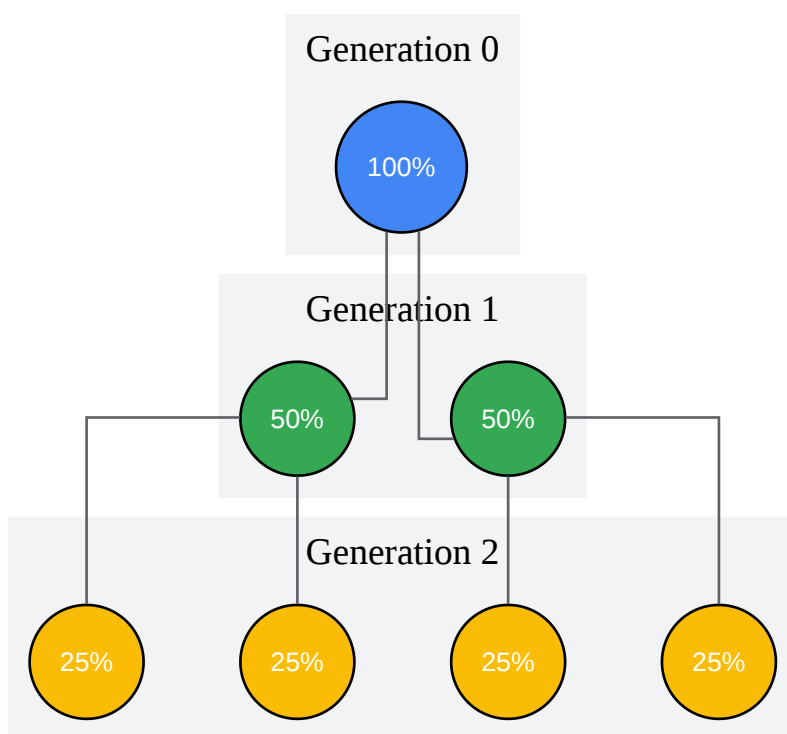 Generation 0
100%
Generation 1
50% 50%
Generation 2
25% 25% 25% 25%